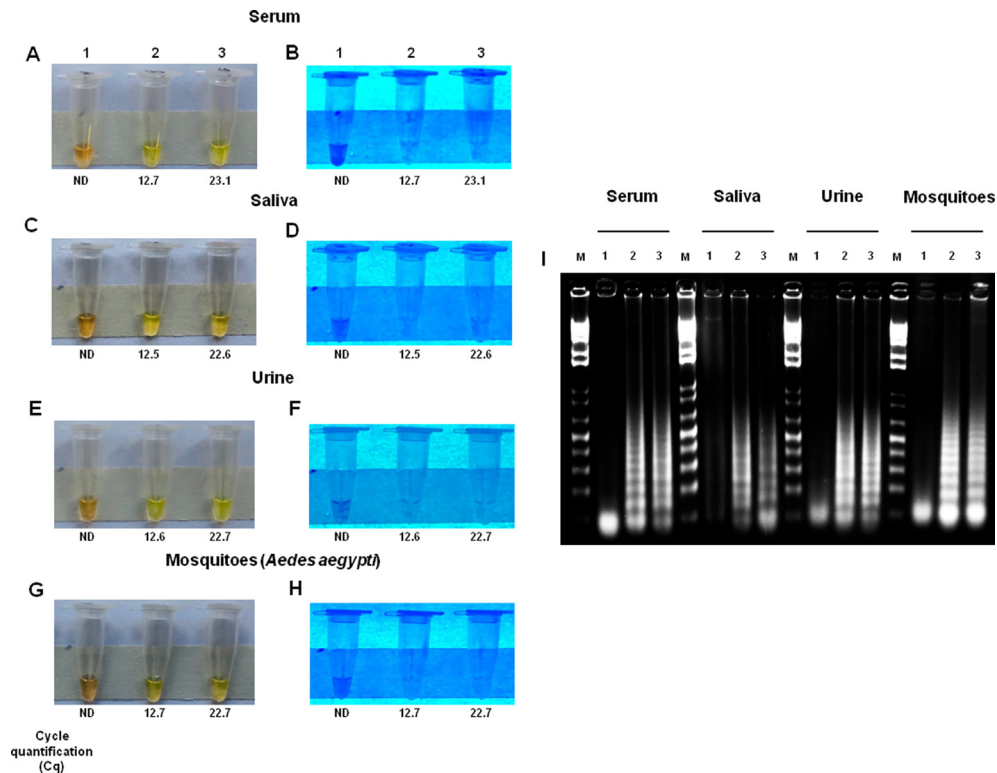 Serum
A
1 2 3
B
1 2 3
ND 12.7 23.1
ND 12.7 23.1
Saliva
C
D
ND 12.5 22.6
ND 12.5 22.6
Urine
E
F
ND 12.6 22.7
ND 12.6 22.7
Mosquitoes (Aedes aegypti)
G
H
ND 12.7 22.7
ND 12.7 22.7
Cycle
quantification
(Cq)
Serum Saliva Urine Mosquitoes
I
M 1 2 3 M 1 2 3 M 1 2 3 M 1 2 3